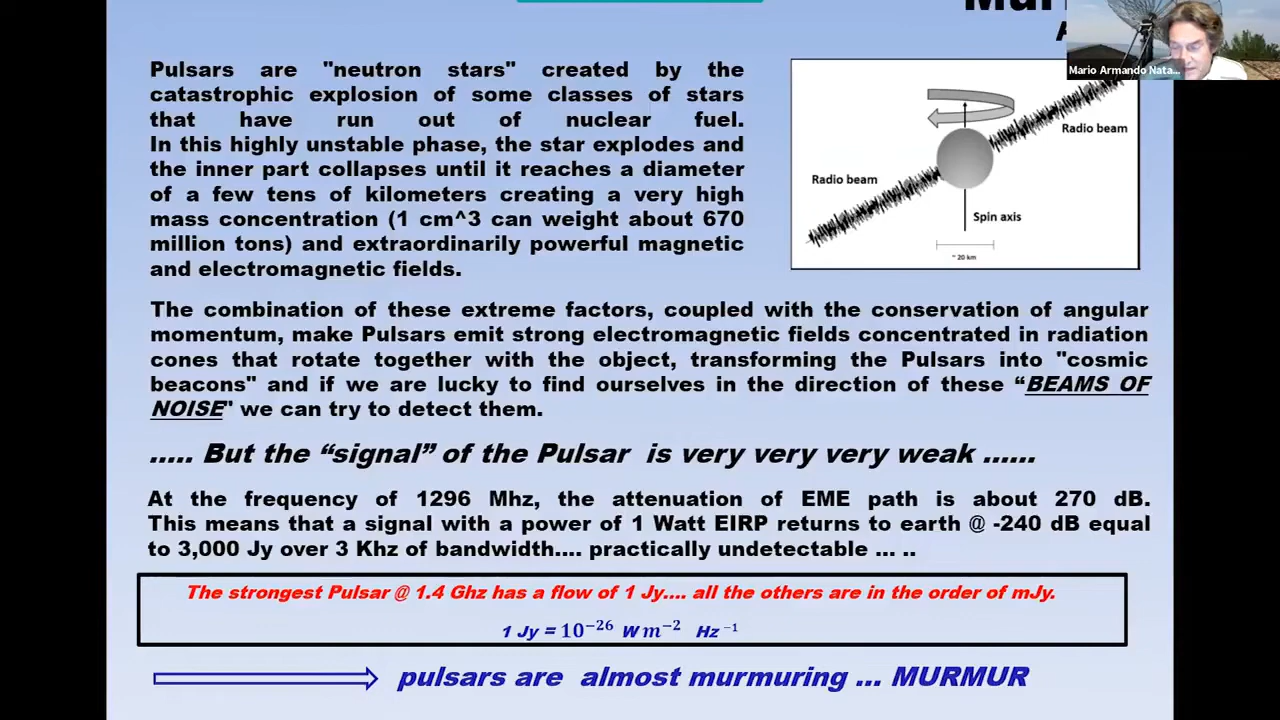 Mario Armando Nata...
Pulsars are "neutron stars" created by the
catastrophic explosion of some classes of stars
that have run out of nuclear fuel.
In this highly unstable phase, the star explodes and
the inner part collapses until it reaches a diameter
of a few tens of kilometers creating a very high
mass concentration (1 cm^3 can weight about 670
million tons) and extraordinarily powerful magnetic
and electromagnetic fields.
Radio beam
Radio beam
Spin axis
~ 20 km
The combination of these extreme factors, coupled with the conservation of angular
momentum, make Pulsars emit strong electromagnetic fields concentrated in radiation
cones that rotate together with the object, transforming the Pulsars into "cosmic
beacons" and if we are lucky to find ourselves in the direction of these “BEAMS OF
NOISE" we can try to detect them.
..... But the “signal” of the Pulsar is very very very weak ......
At the frequency of 1296 Mhz, the attenuation of EME path is about 270 dB.
This means that a signal with a power of 1 Watt EIRP returns to earth @ -240 dB equal
to 3,000 Jy over 3 Khz of bandwidth.... practically undetectable ... ..
The strongest Pulsar @ 1.4 Ghz has a flow of 1 Jy.... all the others are in the order of mJy.
1 Jy = 10⁻²⁶ W m⁻² Hz ⁻¹
pulsars are almost murmuring ... MURMUR